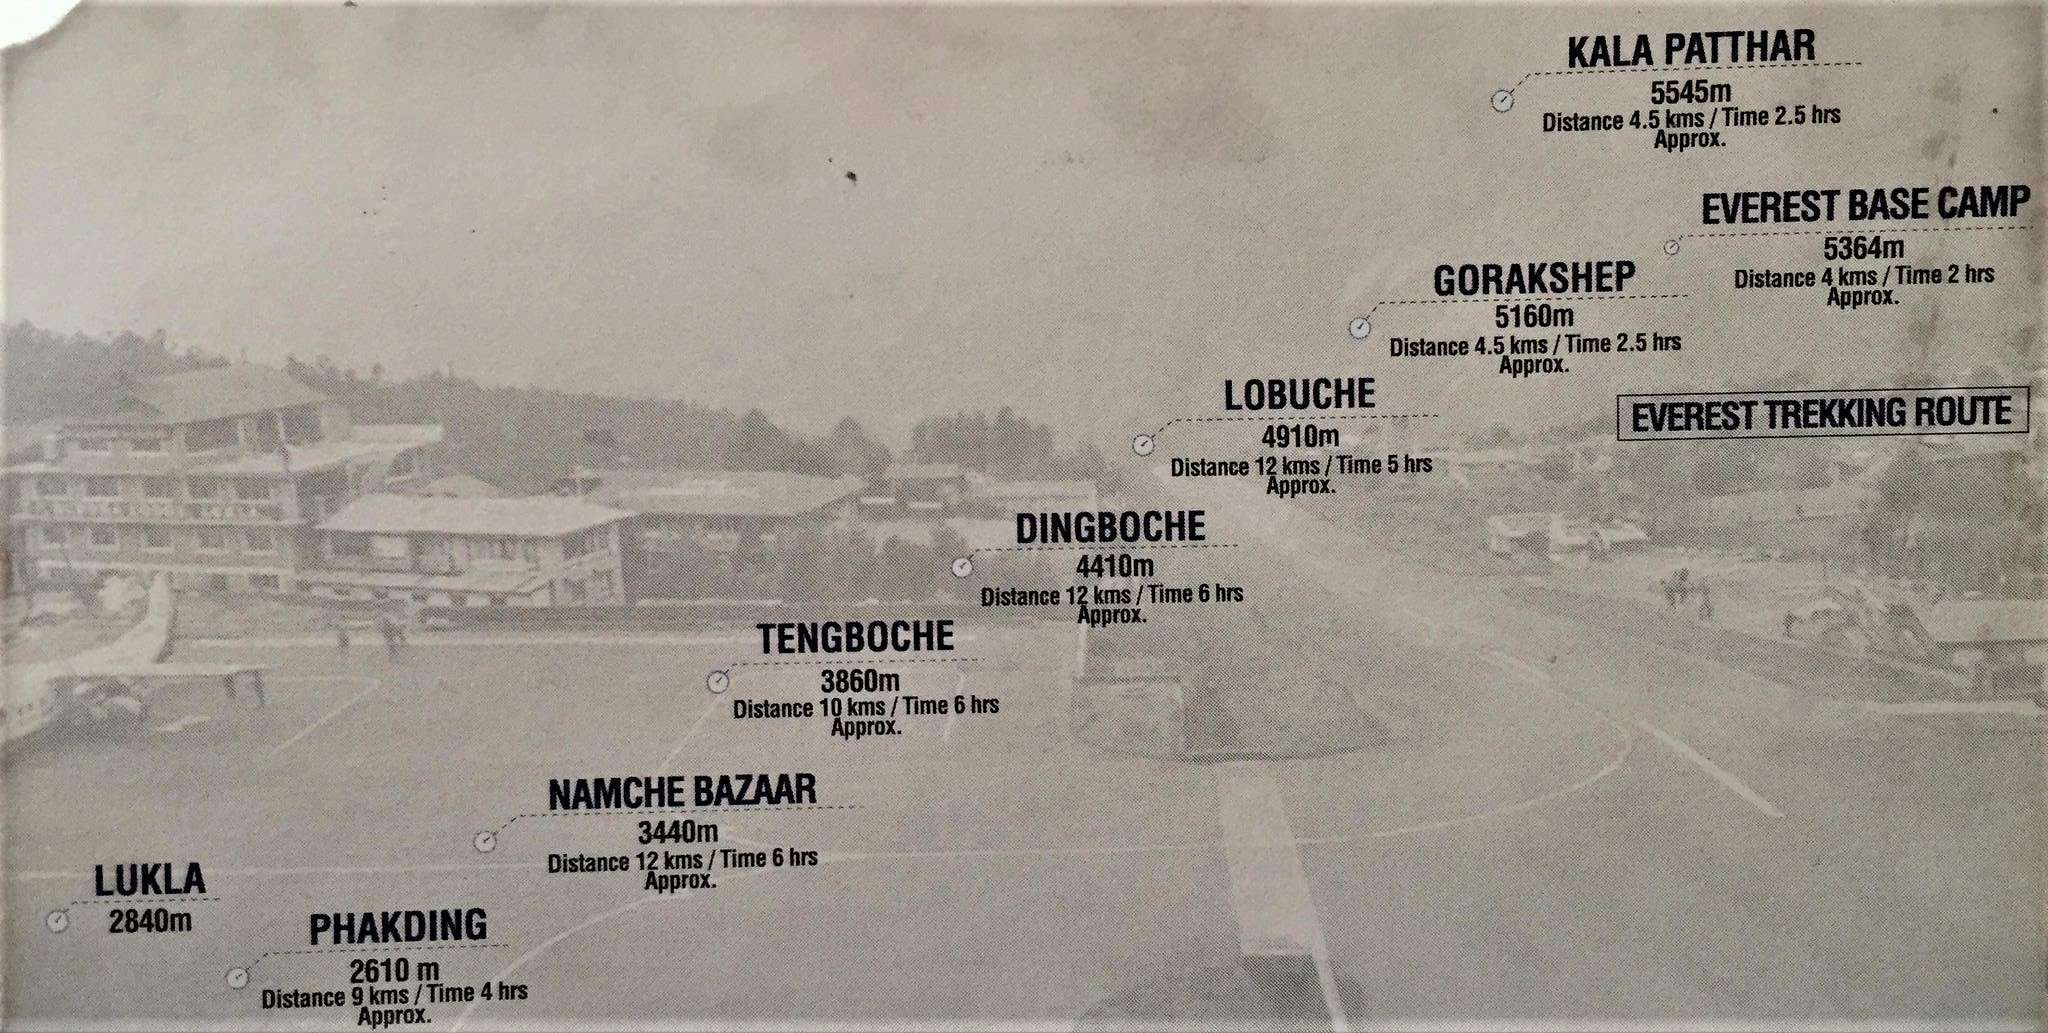 KALA PATTHAR
5545m
Distance 4.5 kms / Time 2.5 hrs
Approx.
EVEREST BASE CAMP
5364m
Distance 4 kms / Time 2 hrs
Approx.
GORAKSHEP
5160m
Distance 4.5 kms / Time 2.5 hrs
Approx.
LOBUCHE
4910m
Distance 12 kms / Time 5 hrs
Approx.
EVEREST TREKKING ROUTE
DINGBOCHE
4410m
Distance 12 kms / Time 6 hrs
Approx.
TENGBOCHE
3860m
Distance 10 kms / Time 6 hrs
Approx.
NAMCHE BAZAAR
3440m
Distance 12 kms / Time 6 hrs
Approx.
LUKLA
2840m
PHAKDING
2610 m
Distance 9 kms / Time 4 hrs
Approx.